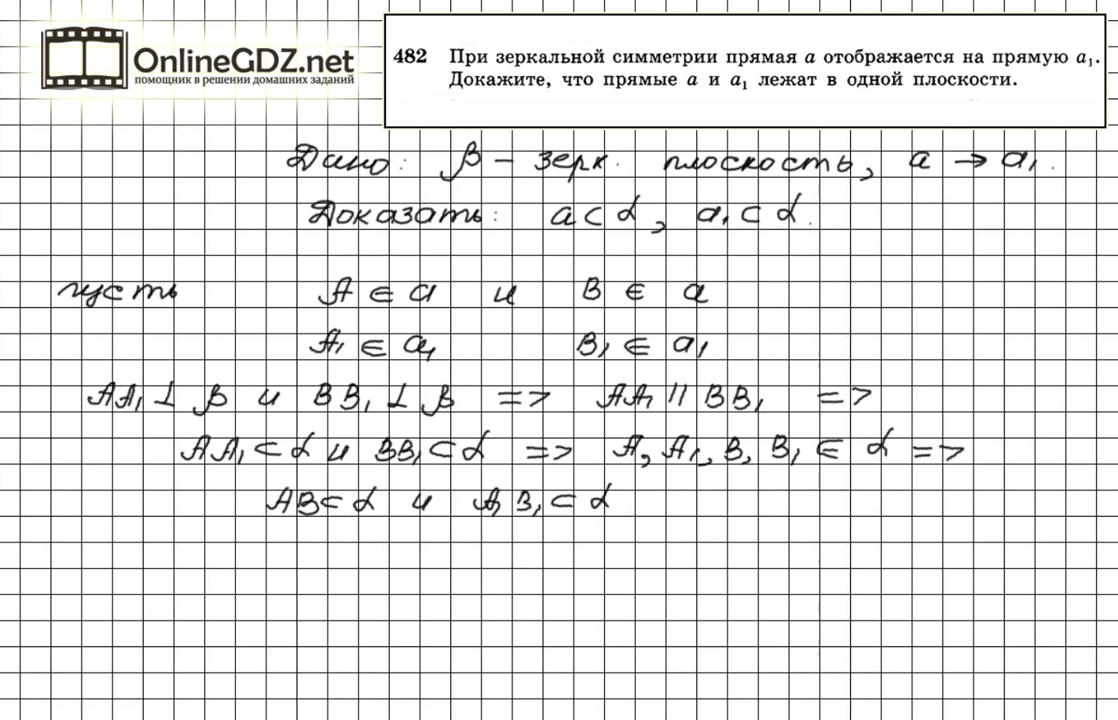 OnlineGDZ.net
помощник в решении домашних заданий
482 При зеркальной симметрии прямая a отображается на прямую a₁.
Докажите, что прямые a и a₁ лежат в одной плоскости.
Дано: β – зерк. плоскость, a → a₁.
Доказать: a ⊂ α, a₁ ⊂ α.
пусть A ∈ a и B ∈ a
A₁ ∈ a₁ B₁ ∈ a₁
AA₁ ⊥ β и BB₁ ⊥ β => AA₁ || BB₁ =>
AA₁ ⊂ α и BB₁ ⊂ α => A, A₁, B, B₁ ∈ α =>
AB ⊂ α и A₁B₁ ⊂ α